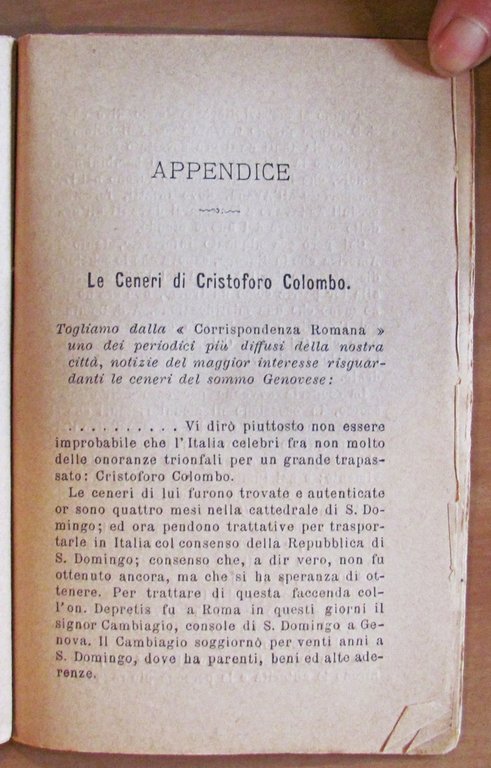 APPENDICE
Le Ceneri di Cristoforo Colombo.
Togliamo dalla « Corrispondenza Romana »
uno dei periodici più diffusi della nostra
città, notizie del maggior interesse risguar-
danti le ceneri del sommo Genovese :
. . . . . . . . . . Vi dirò piuttosto non essere
improbabile che l'Italia celebri fra non molto
delle onoranze trionfali per un grande trapas-
sato: Cristoforo Colombo.
Le ceneri di lui furono trovate e autenticate
or sono quattro mesi nella cattedrale di S. Do-
mingo; ed ora pendono trattative per traspor-
tarle in Italia col consenso della Repubblica di
S. Domingo; consenso che, a dir vero, non fu
ottenuto ancora, ma che si ha speranza di ot-
tenere. Per trattare di questa faccenda col-
l'on. Depretis fu a Roma in questi giorni il
signor Cambiagio, console di S. Domingo a Ge-
nova. Il Cambiagio soggiornò per venti anni a
S. Domingo, dove ha parenti, beni ed alte ade-
renze.